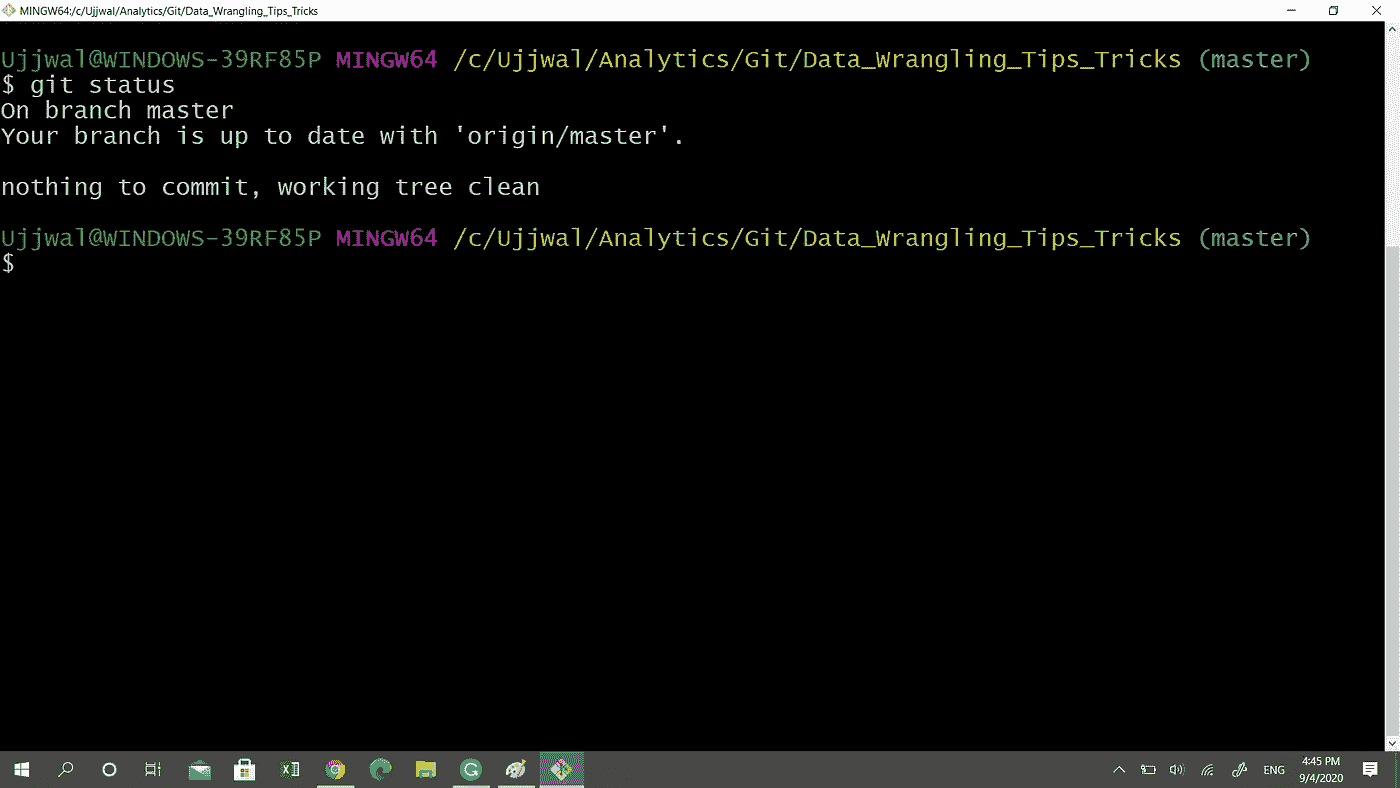 MINGW64:/c/Ujjwal/Analytics/Git/Data_Wrangling_Tips_Tricks
Ujjwal@WINDOWS-39RF85P MINGW64 /c/Ujjwal/Analytics/Git/Data_Wrangling_Tips_Tricks (master)
$ git status
On branch master
Your branch is up to date with 'origin/master'.
nothing to commit, working tree clean
Ujjwal@WINDOWS-39RF85P MINGW64 /c/Ujjwal/Analytics/Git/Data_Wrangling_Tips_Tricks (master)
$
ENG
4:45 PM
9/4/2020